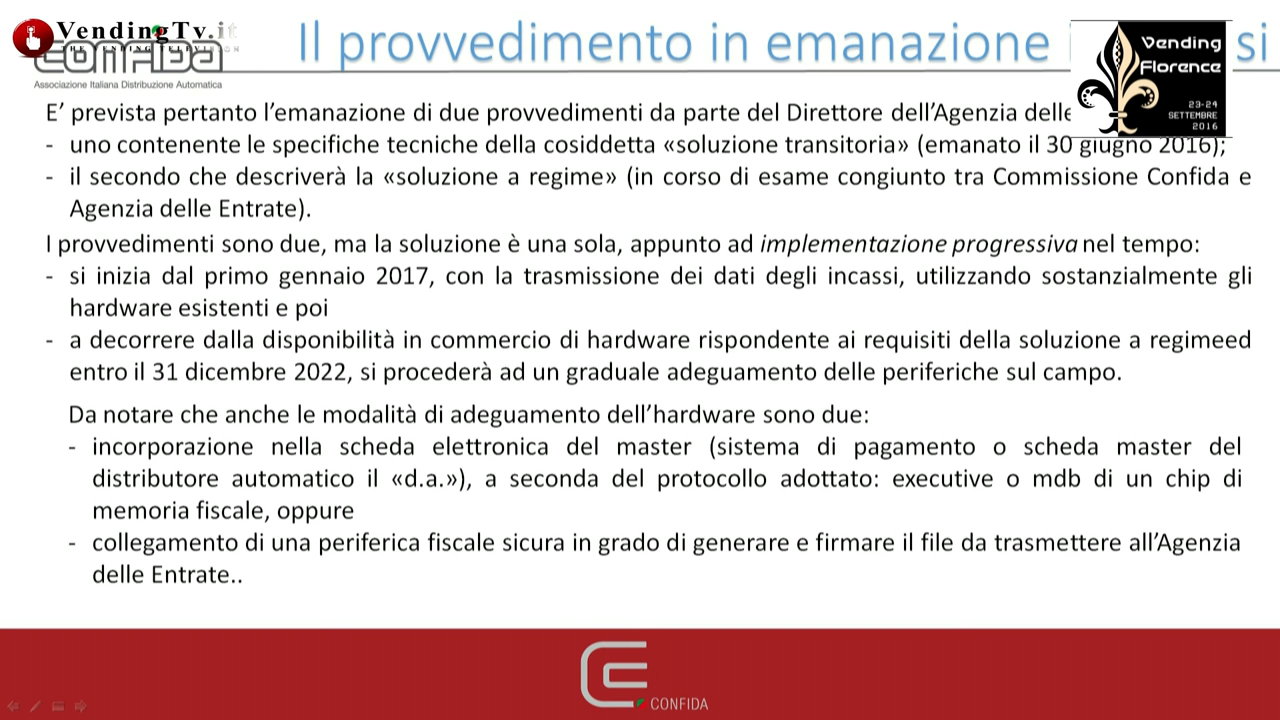 VendingTv.it
CONFIDA
Associazione Italiana Distribuzione Automatica
Il provvedimento in emanazione si
Vending
Florence
23-24
SETTEMBRE
2016
E’ prevista pertanto l’emanazione di due provvedimenti da parte del Direttore dell’Agenzia delle
- uno contenente le specifiche tecniche della cosiddetta «soluzione transitoria» (emanato il 30 giugno 2016);
- il secondo che descriverà la «soluzione a regime» (in corso di esame congiunto tra Commissione Confida e
Agenzia delle Entrate).
I provvedimenti sono due, ma la soluzione è una sola, appunto ad implementazione progressiva nel tempo:
- si inizia dal primo gennaio 2017, con la trasmissione dei dati degli incassi, utilizzando sostanzialmente gli
hardware esistenti e poi
- a decorrere dalla disponibilità in commercio di hardware rispondente ai requisiti della soluzione a regimeed
entro il 31 dicembre 2022, si procederà ad un graduale adeguamento delle periferiche sul campo.
Da notare che anche le modalità di adeguamento dell’hardware sono due:
- incorporazione nella scheda elettronica del master (sistema di pagamento o scheda master del
distributore automatico il «d.a.»), a seconda del protocollo adottato: executive o mdb di un chip di
memoria fiscale, oppure
- collegamento di una periferica fiscale sicura in grado di generare e firmare il file da trasmettere all’Agenzia
delle Entrate..
CONFIDA